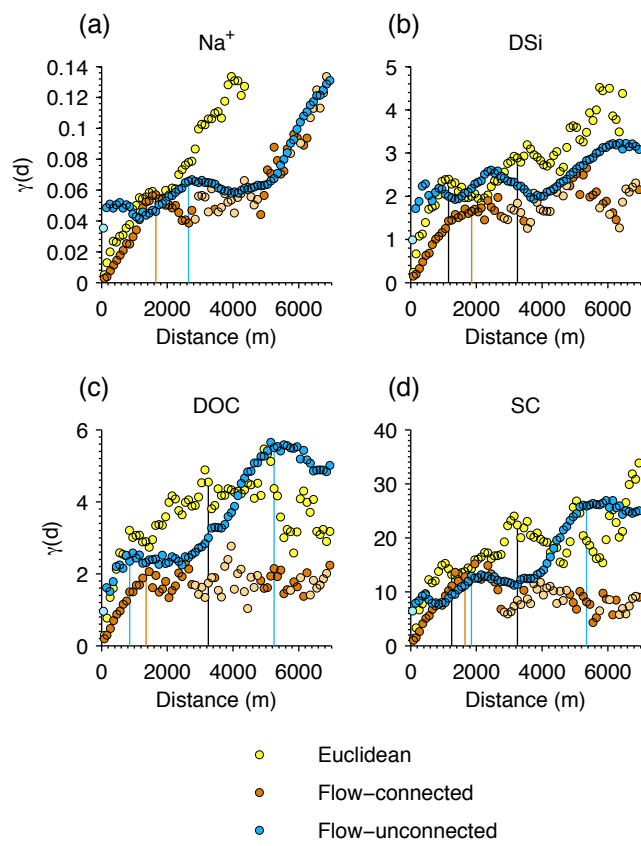 (a)
Na+
(b)
DSi
0.14
0.12
0.1
0.08
0.06
0.04
0.02
0
γ(d)
0
2000
4000
6000
Distance (m)
5
4
3
2
1
0
0
2000
4000
6000
Distance (m)
(c)
DOC
(d)
SC
6
4
2
0
γ(d)
0
2000
4000
6000
Distance (m)
40
30
20
10
0
0
2000
4000
6000
Distance (m)
Euclidean
Flow−connected
Flow−unconnected